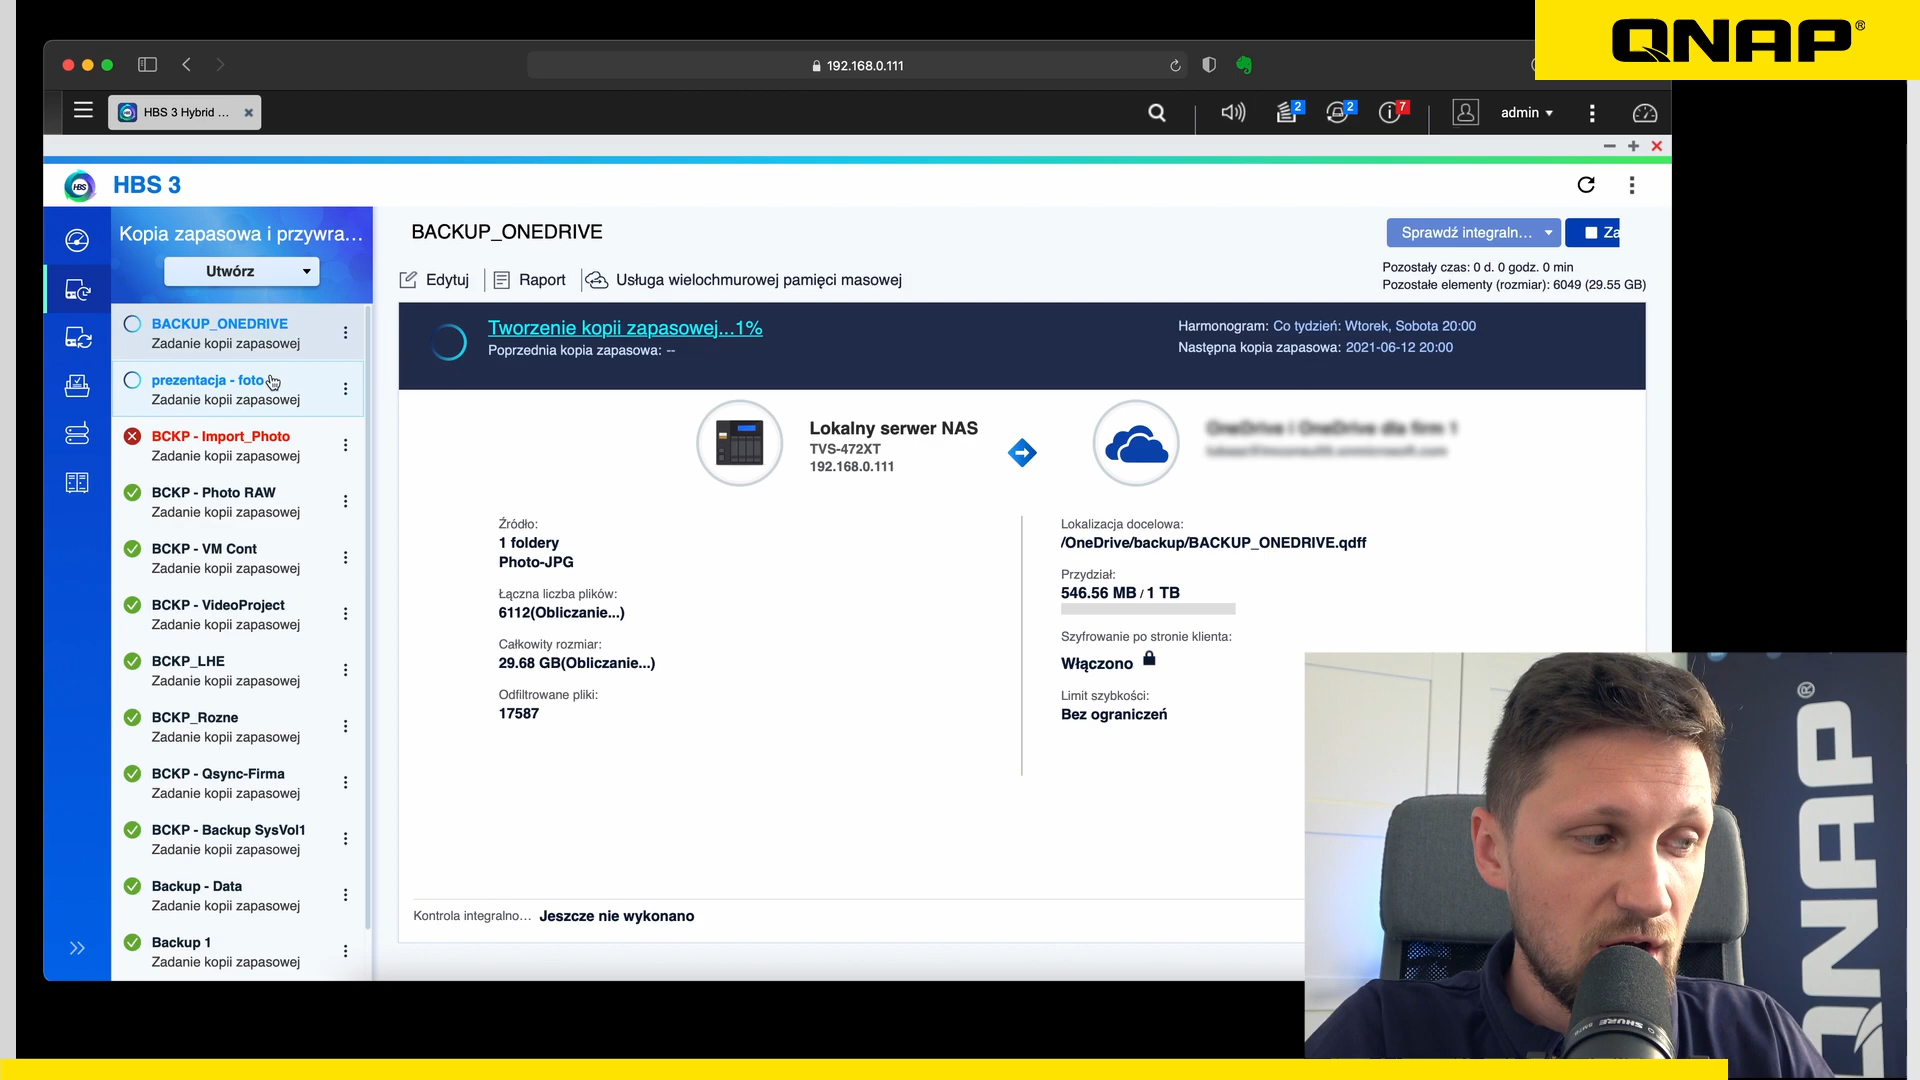 QNAP®
192.168.0.111
HBS 3 Hybrid ...
2
2
7
admin
HBS
HBS 3
Kopia zapasowa i przywra...
Utwórz
BACKUP_ONEDRIVE
Zadanie kopii zapasowej
prezentacja - foto
Zadanie kopii zapasowej
BCKP - Import_Photo
Zadanie kopii zapasowej
BCKP - Photo RAW
Zadanie kopii zapasowej
BCKP - VM Cont
Zadanie kopii zapasowej
BCKP - VideoProject
Zadanie kopii zapasowej
BCKP_LHE
Zadanie kopii zapasowej
BCKP_Rozne
Zadanie kopii zapasowej
BCKP - Qsync-Firma
Zadanie kopii zapasowej
BCKP - Backup SysVol1
Zadanie kopii zapasowej
Backup - Data
Zadanie kopii zapasowej
Backup 1
Zadanie kopii zapasowej
BACKUP_ONEDRIVE
Sprawdź integraln...
Za
Edytuj
Raport
Usługa wielochmurowej pamięci masowej
Pozostały czas: 0 d. 0 godz. 0 min
Pozostałe elementy (rozmiar): 6049 (29.55 GB)
Tworzenie kopii zapasowej...1%
Poprzednia kopia zapasowa: --
Harmonogram: Co tydzień: Wtorek, Sobota 20:00
Następna kopia zapasowa: 2021-06-12 20:00
Lokalny serwer NAS
TVS-472XT
192.168.0.111
Źródło:
1 foldery
Photo-JPG
Łączna liczba plików:
6112(Obliczanie...)
Całkowity rozmiar:
29.68 GB(Obliczanie...)
Odfiltrowane pliki:
17587
Lokalizacja docelowa:
/OneDrive/backup/BACKUP_ONEDRIVE.qdff
Przydział:
546.56 MB / 1 TB
Szyfrowanie po stronie klienta:
Włączono
Limit szybkości:
Bez ograniczeń
Kontrola integralno... Jeszcze nie wykonano
QNAP®
SHURE